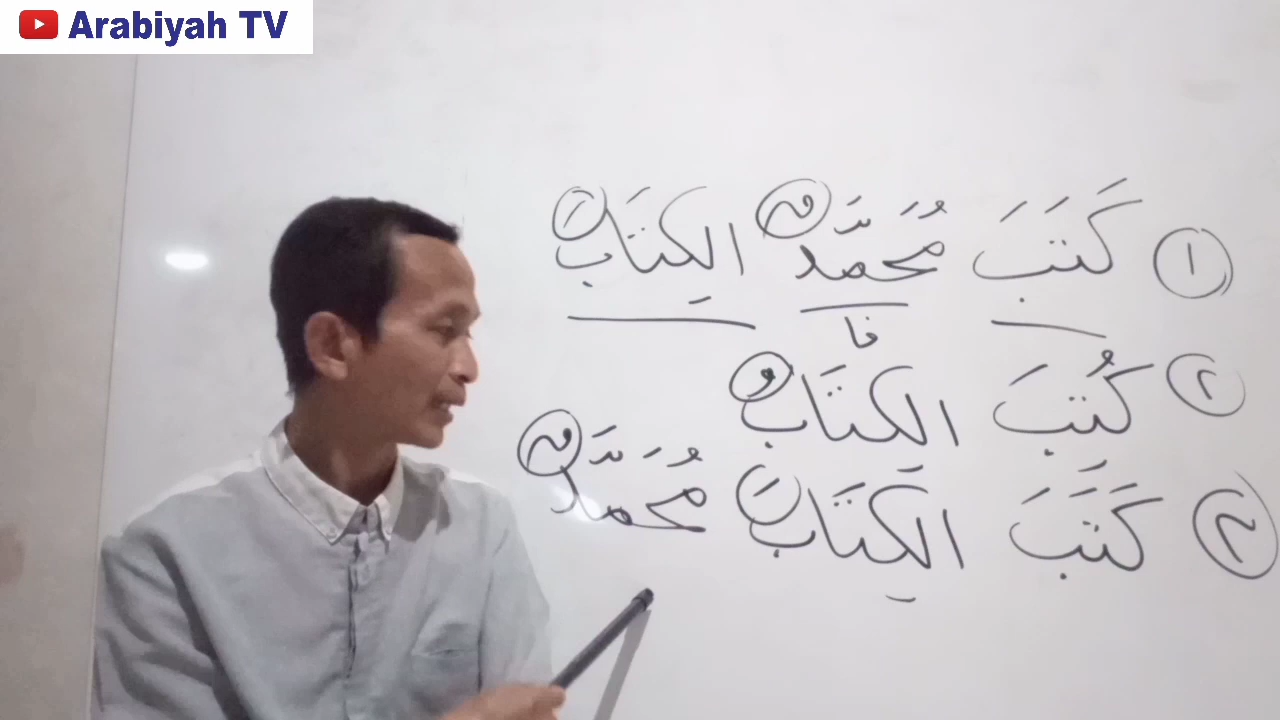 Arabiyah TV
١ كَتَبَ مُحَمَّدٌ الكِتَابَ
فا
٢ كُتِبَ الكِتَابُ
٣ كَتَبَ الكِتَابَ مُحَمَّدٌ